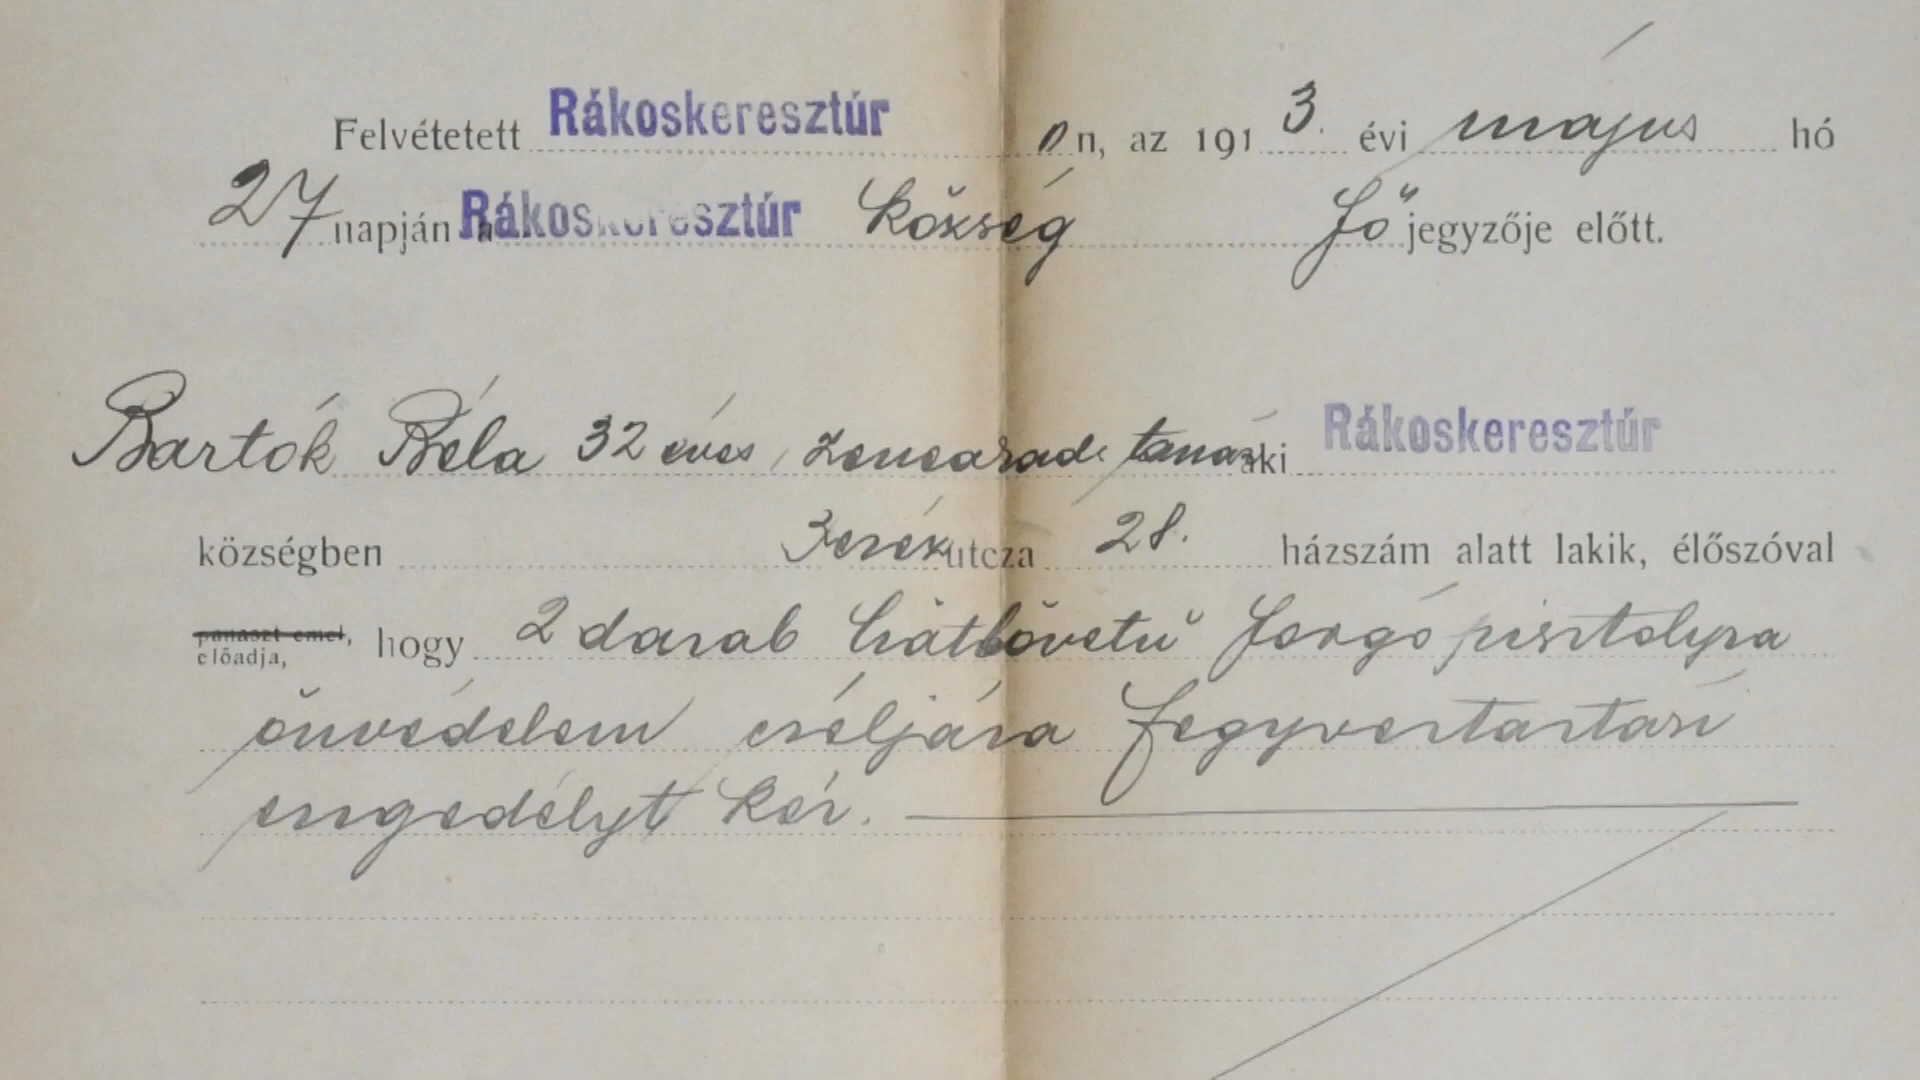 Felvétetett Rákoskeresztúr on, az 1913. évi május hó
27 napján a Rákoskeresztúr község fő jegyzője előtt.
Bartók Béla 32 éves, zeneakad. tanár ki Rákoskeresztúr
községben Teréz utcza 28. házszám alatt lakik, élőszóval
panaszt emel,
előadja, hogy 2 darab hátlövetű forgó pisztolyra
önvédelem céljára fegyvertartási
engedélyt kér.